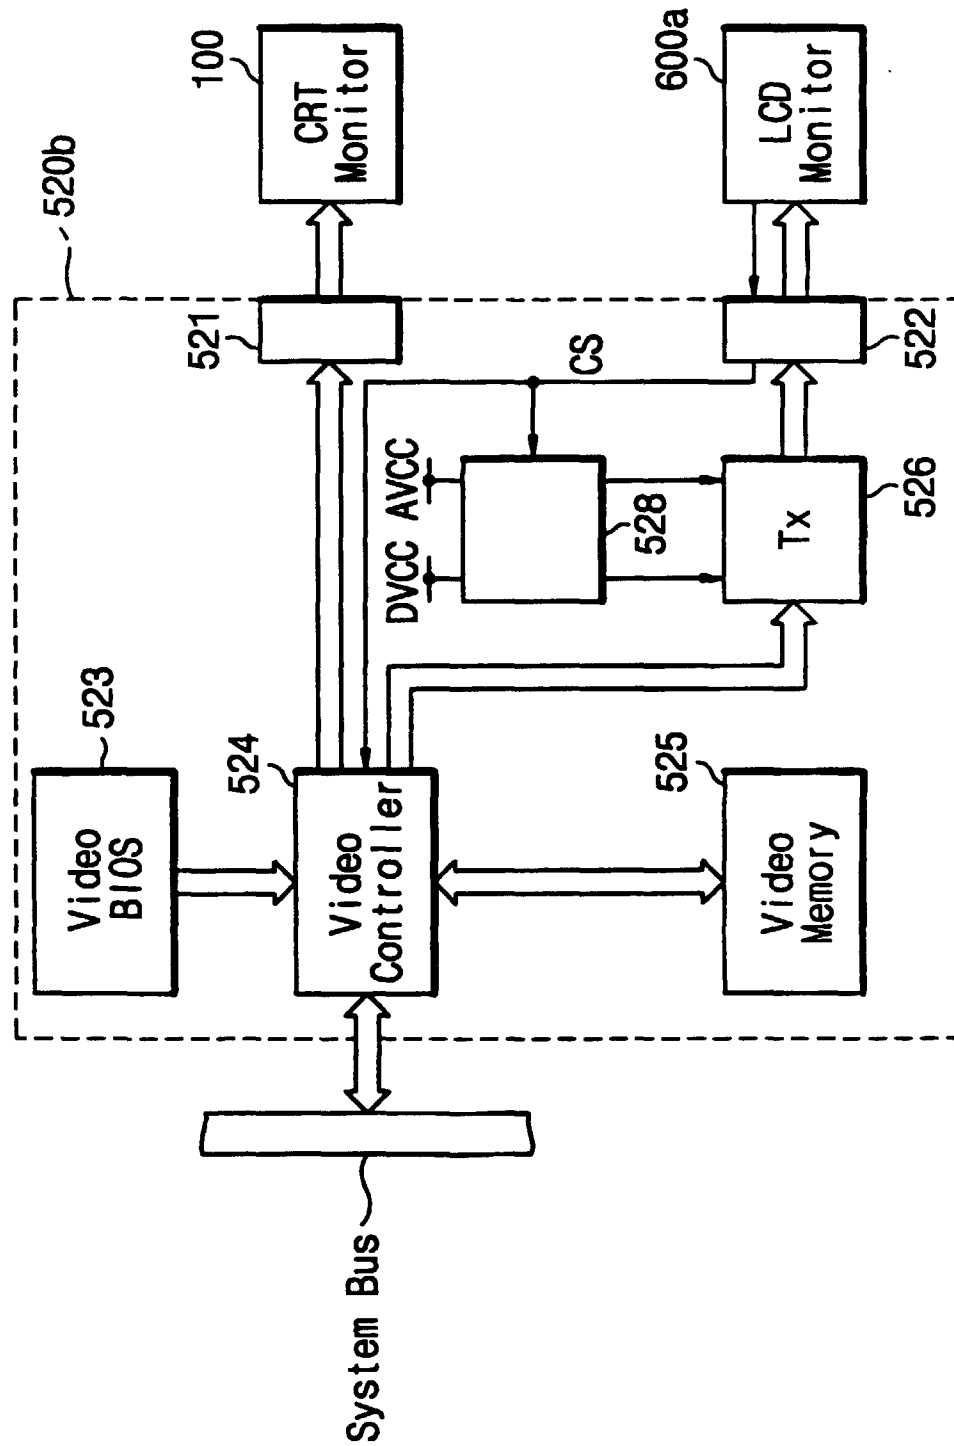 520b
100
CRT
Monitor
600a
LCD
Monitor
521
522
CS
AVCC
DVCC
528
526
Tx
523
Video
BIOS
524
Video
Controller
525
Video
Memory
System Bus